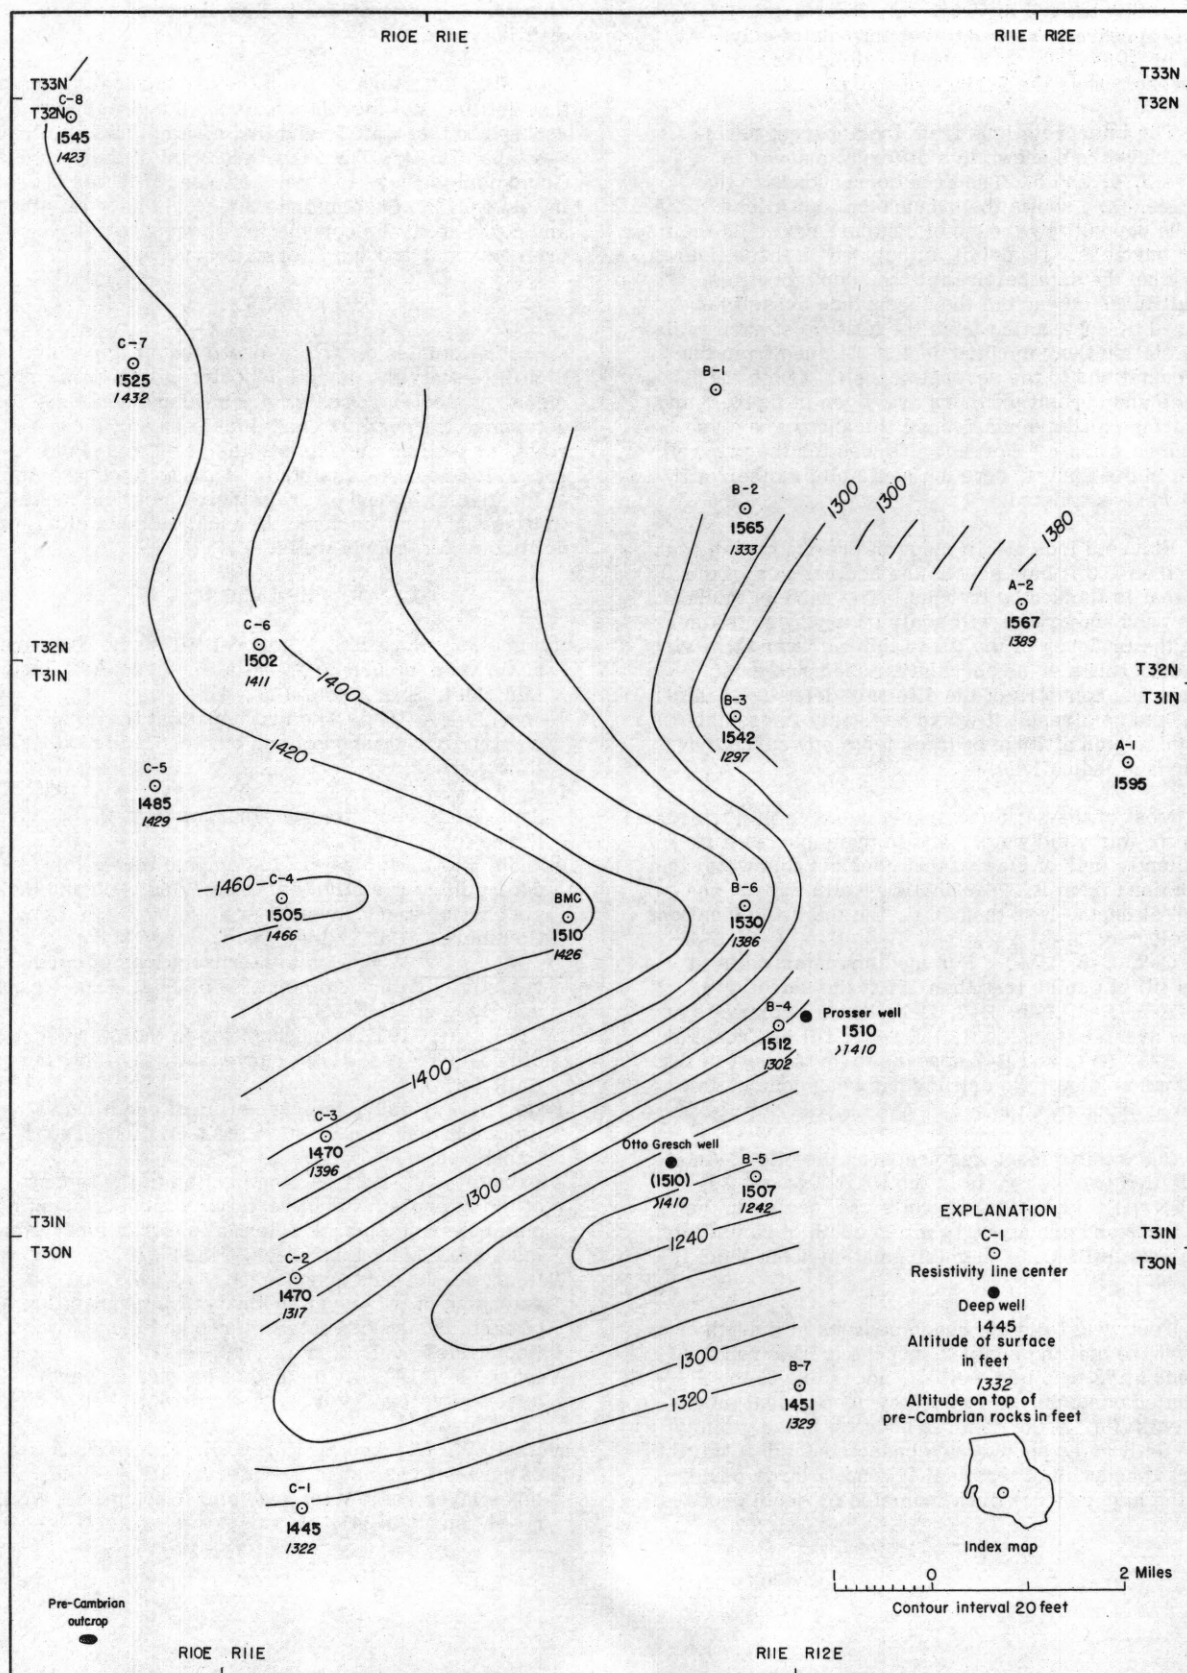 R10E R11E
R11E R12E
T33N
T33N
C-8
T32N
T32N
1545
1423
C-7
1525
1432
B-1
B-2
1565
1333
1300
1300
1380
A-2
1567
1389
C-6
1502
1411
T32N
T31N
T32N
T31N
1400
1420
B-3
1542
1297
A-1
1595
C-5
1485
1429
1460
C-4
1505
1466
BMC
1510
1426
B-6
1530
1386
B-4
1512
1302
Prosser well
1510
>1410
1400
C-3
1470
1396
Otto Gresch well
(1510)
>1410
B-5
1507
1242
1300
1240
T31N
T30N
T31N
T30N
C-2
1470
1317
1300
1320
B-7
1451
1329
C-1
1445
1322
EXPLANATION
C-1
Resistivity line center
Deep well
1445
Altitude of surface
in feet
1332
Altitude on top of
pre-Cambrian rocks in feet
Index map
1 0 2 Miles
Contour interval 20 feet
Pre-Cambrian
outcrop
R10E R11E
R11E R12E